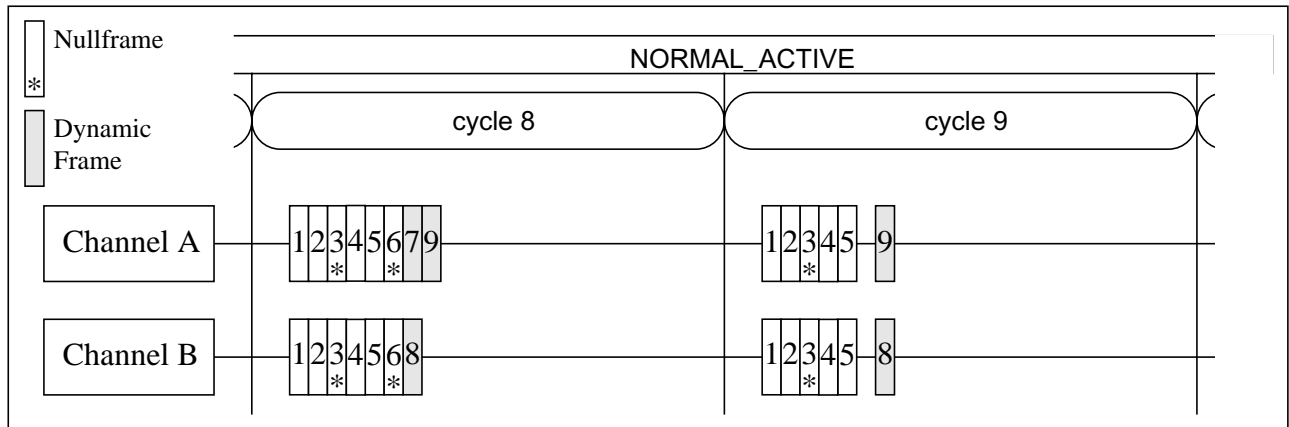 Nullframe
*
Dynamic
Frame
NORMAL_ACTIVE
cycle 8
cycle 9
Channel A
1 2 3 4 5 6 7 9
* *
1 2 3 4 5 9
*
Channel B
1 2 3 4 5 6 8
* *
1 2 3 4 5 8
*